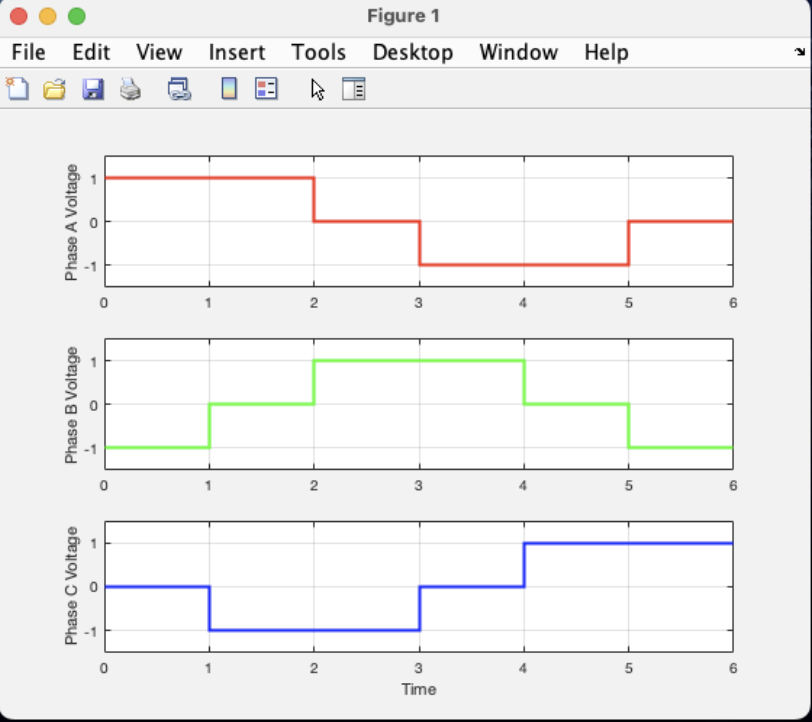 Figure 1
File Edit View Insert Tools Desktop Window Help
Phase A Voltage
1
0
-1
0 1 2 3 4 5 6
Phase B Voltage
1
0
-1
0 1 2 3 4 5 6
Phase C Voltage
1
0
-1
0 1 2 3 4 5 6
Time